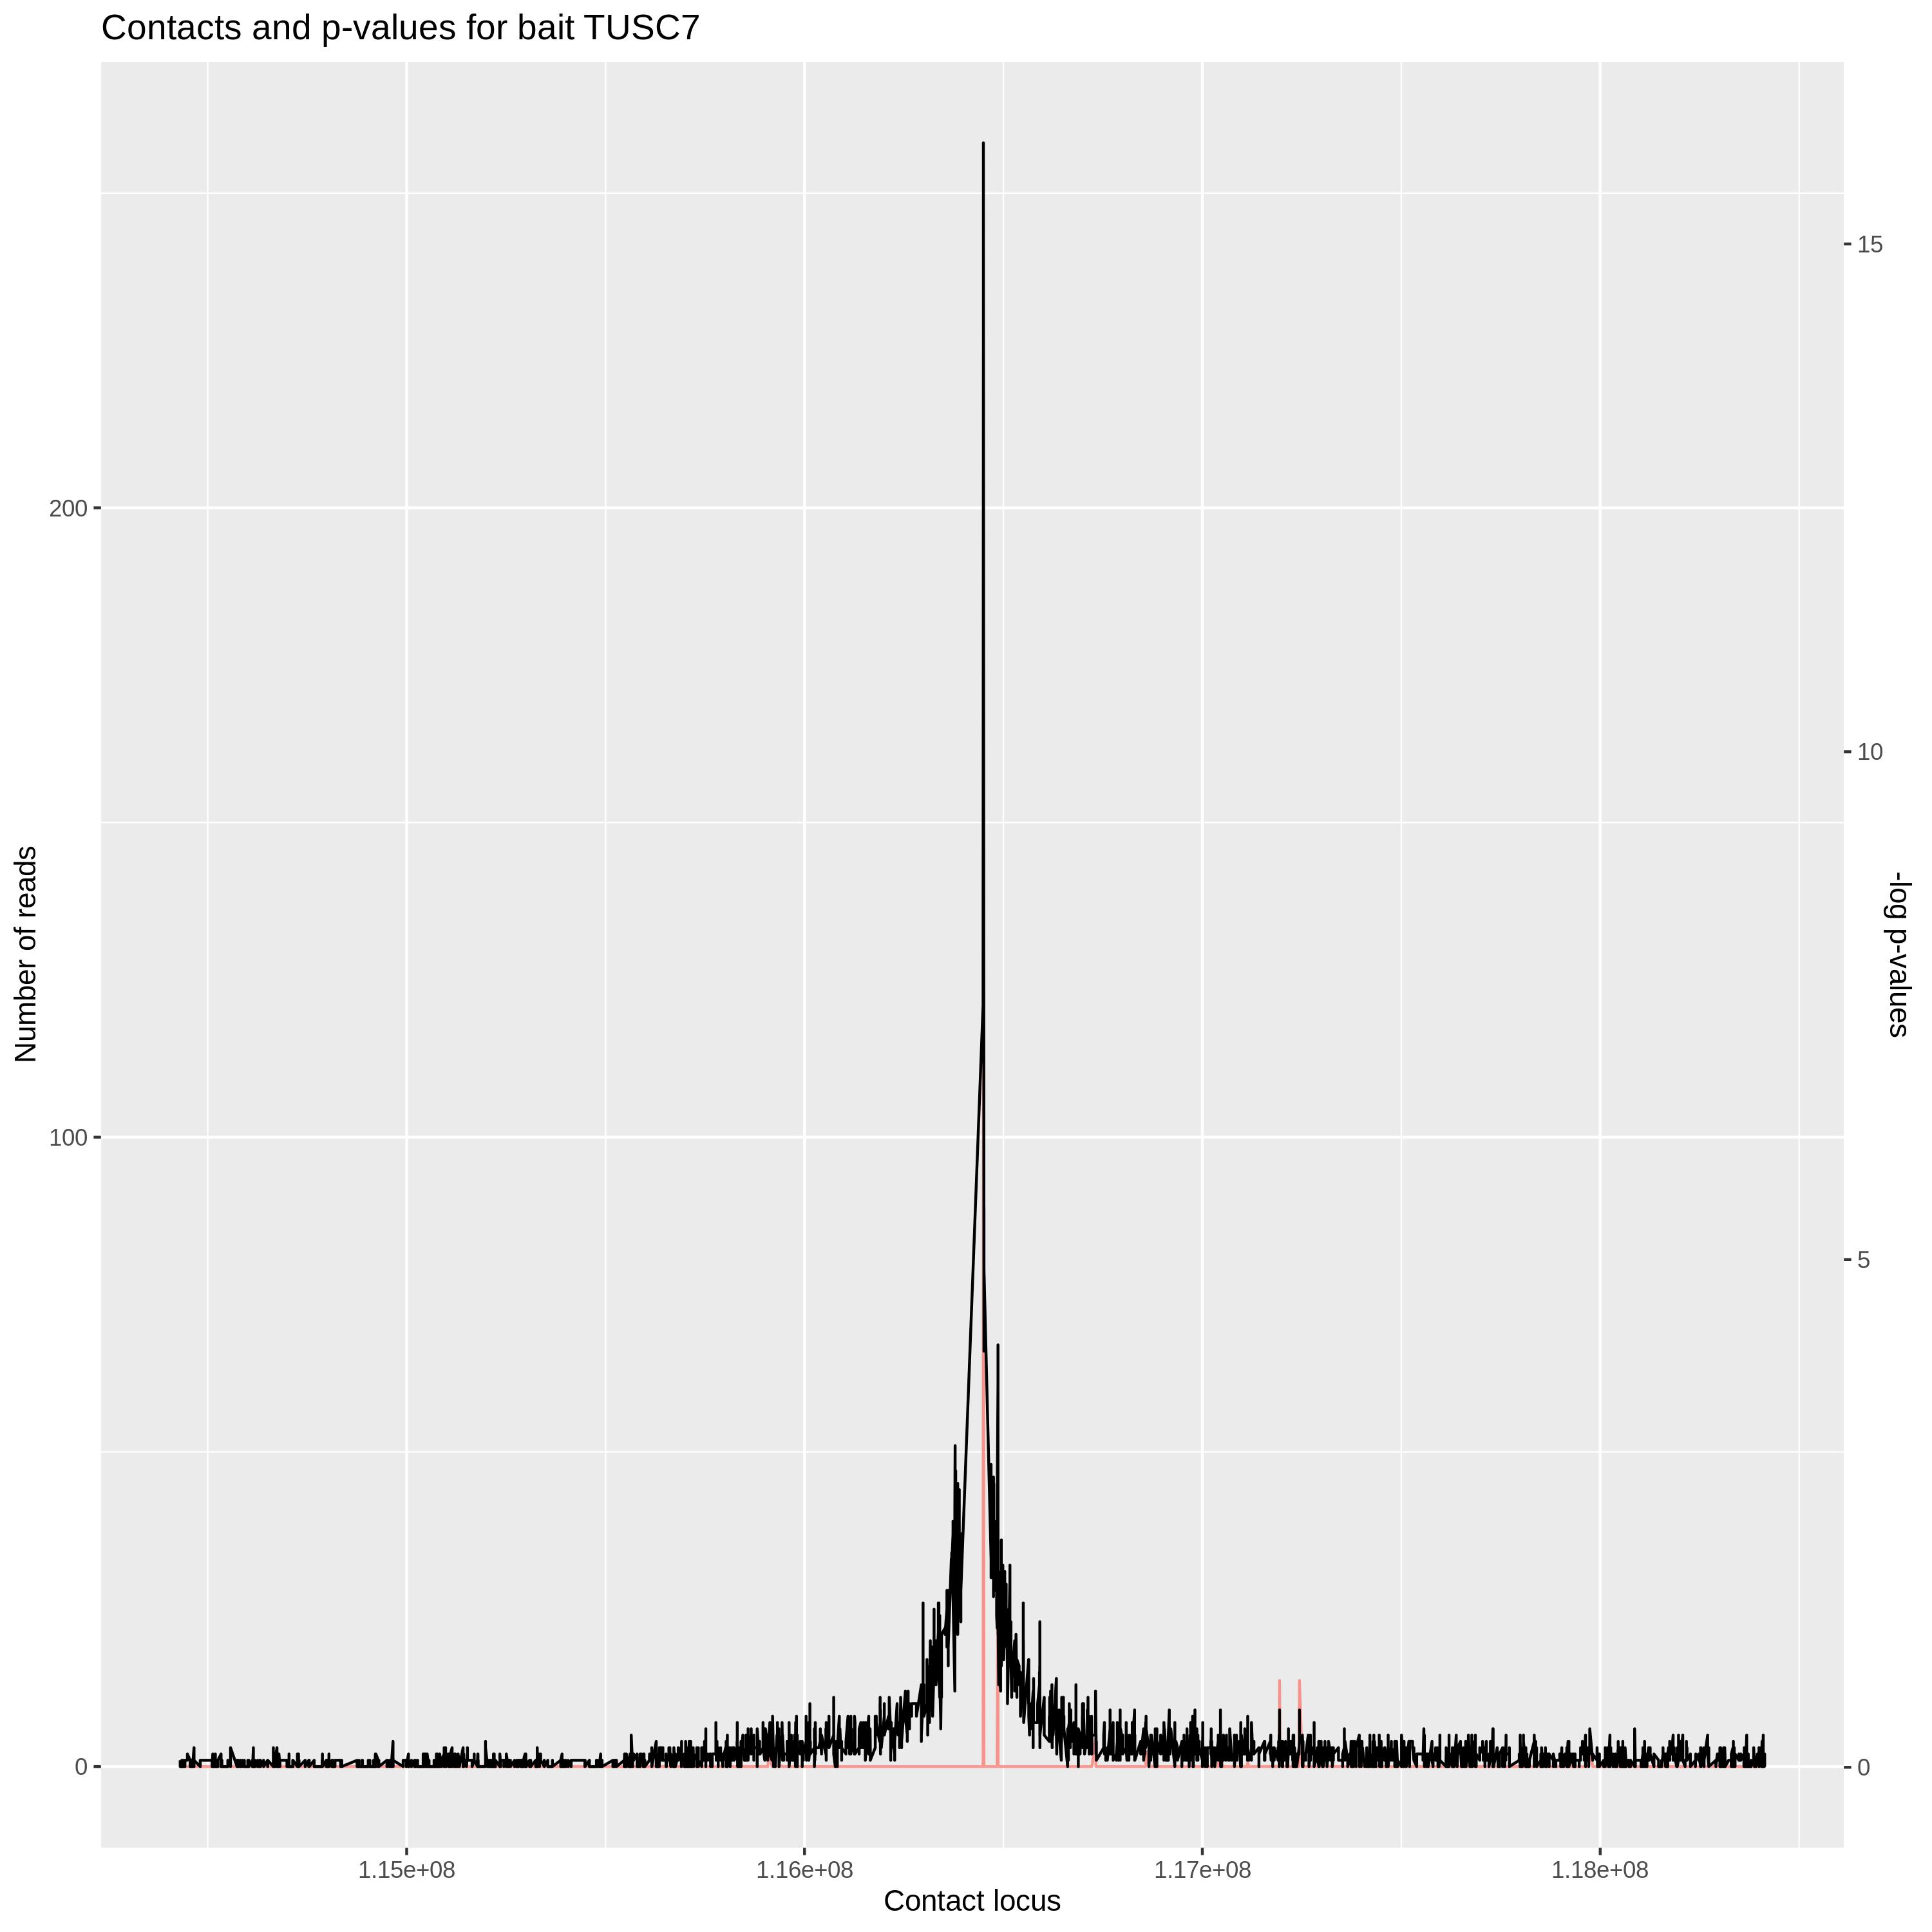 Contacts and p-values for bait TUSC7
15
200
10
Number of reads
-log p-values
100
5
0
0
1.15e+08
1.16e+08
1.17e+08
1.18e+08
Contact locus